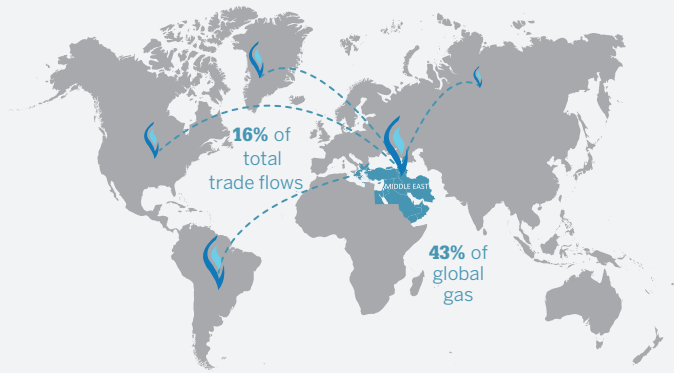 16% of
total
trade flows
MIDDLE EAST
43% of
global
gas